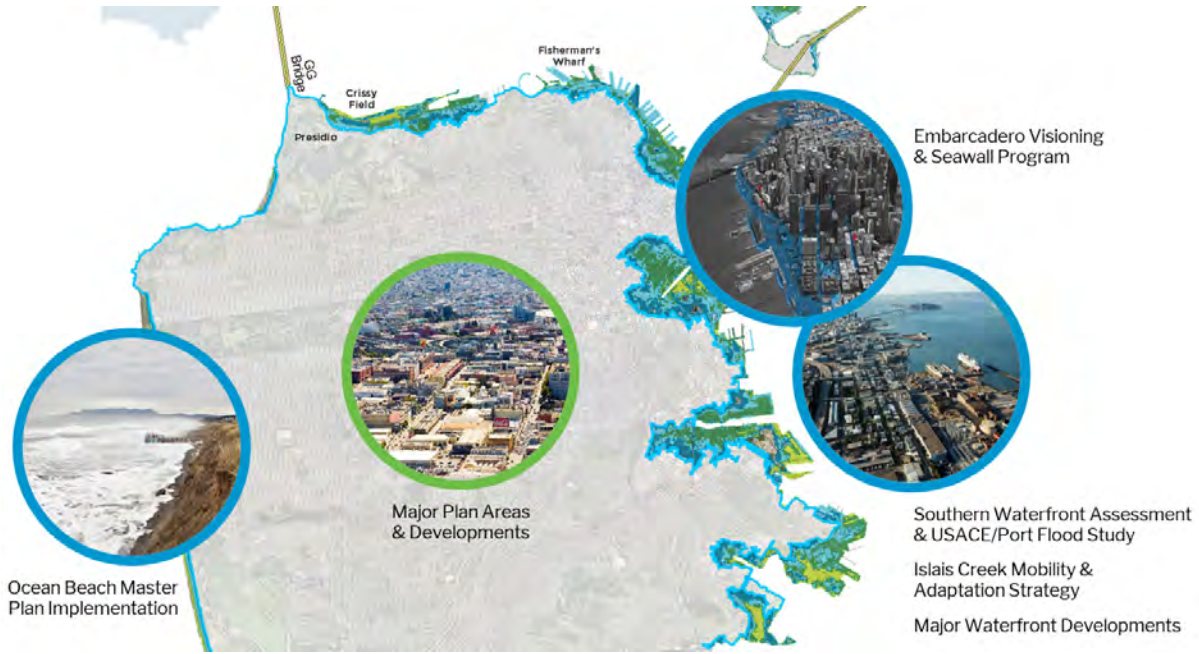 GG
Bridge
Crissy
Field
Presidio
Fisherman's
Wharf
Embarcadero Visioning
& Seawall Program
Major Plan Areas
& Developments
Ocean Beach Master
Plan Implementation
Southern Waterfront Assessment
& USACE/Port Flood Study
Islais Creek Mobility &
Adaptation Strategy
Major Waterfront Developments